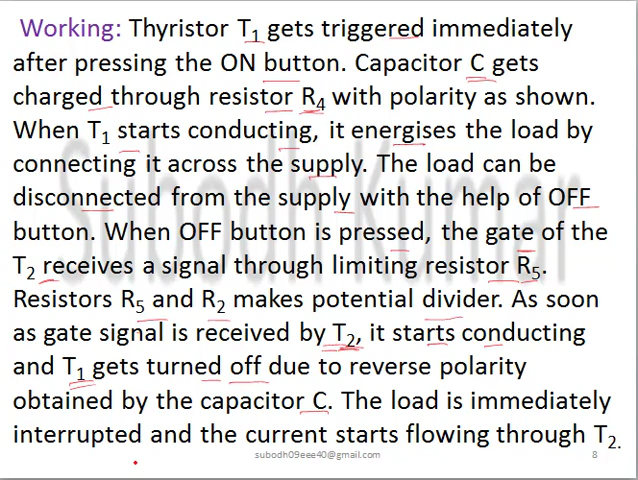 Working: Thyristor T1 gets triggered immediately
after pressing the ON button. Capacitor C gets
charged through resistor R4 with polarity as shown.
When T1 starts conducting, it energises the load by
connecting it across the supply. The load can be
disconnected from the supply with the help of OFF
button. When OFF button is pressed, the gate of the
T2 receives a signal through limiting resistor R5.
Resistors R5 and R2 makes potential divider. As soon
as gate signal is received by T2, it starts conducting
and T1 gets turned off due to reverse polarity
obtained by the capacitor C. The load is immediately
interrupted and the current starts flowing through T2.
subodh09eee40@gmail.com 8
Subodh Kumar